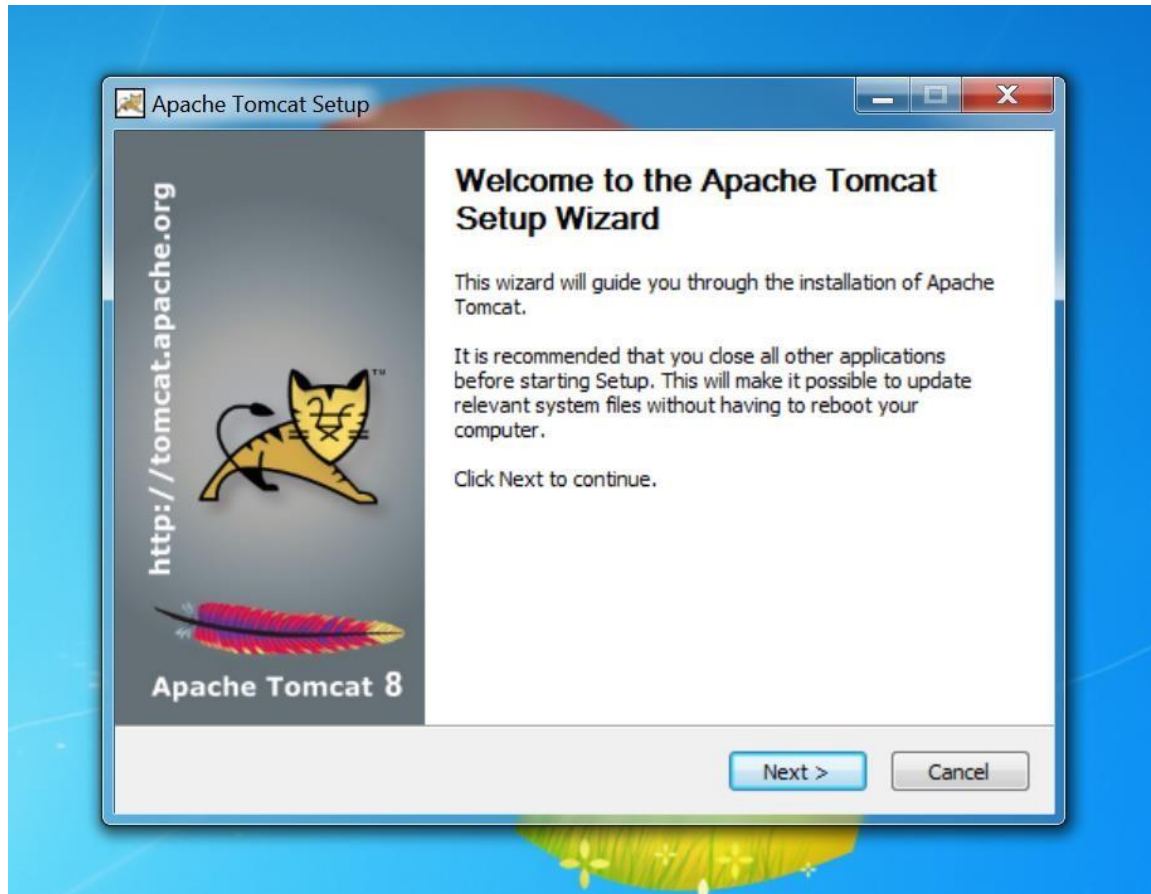 Apache Tomcat Setup
http://tomcat.apache.org
TM
Apache Tomcat 8
Welcome to the Apache Tomcat
Setup Wizard
This wizard will guide you through the installation of Apache
Tomcat.
It is recommended that you close all other applications
before starting Setup. This will make it possible to update
relevant system files without having to reboot your
computer.
Click Next to continue.
Next >
Cancel